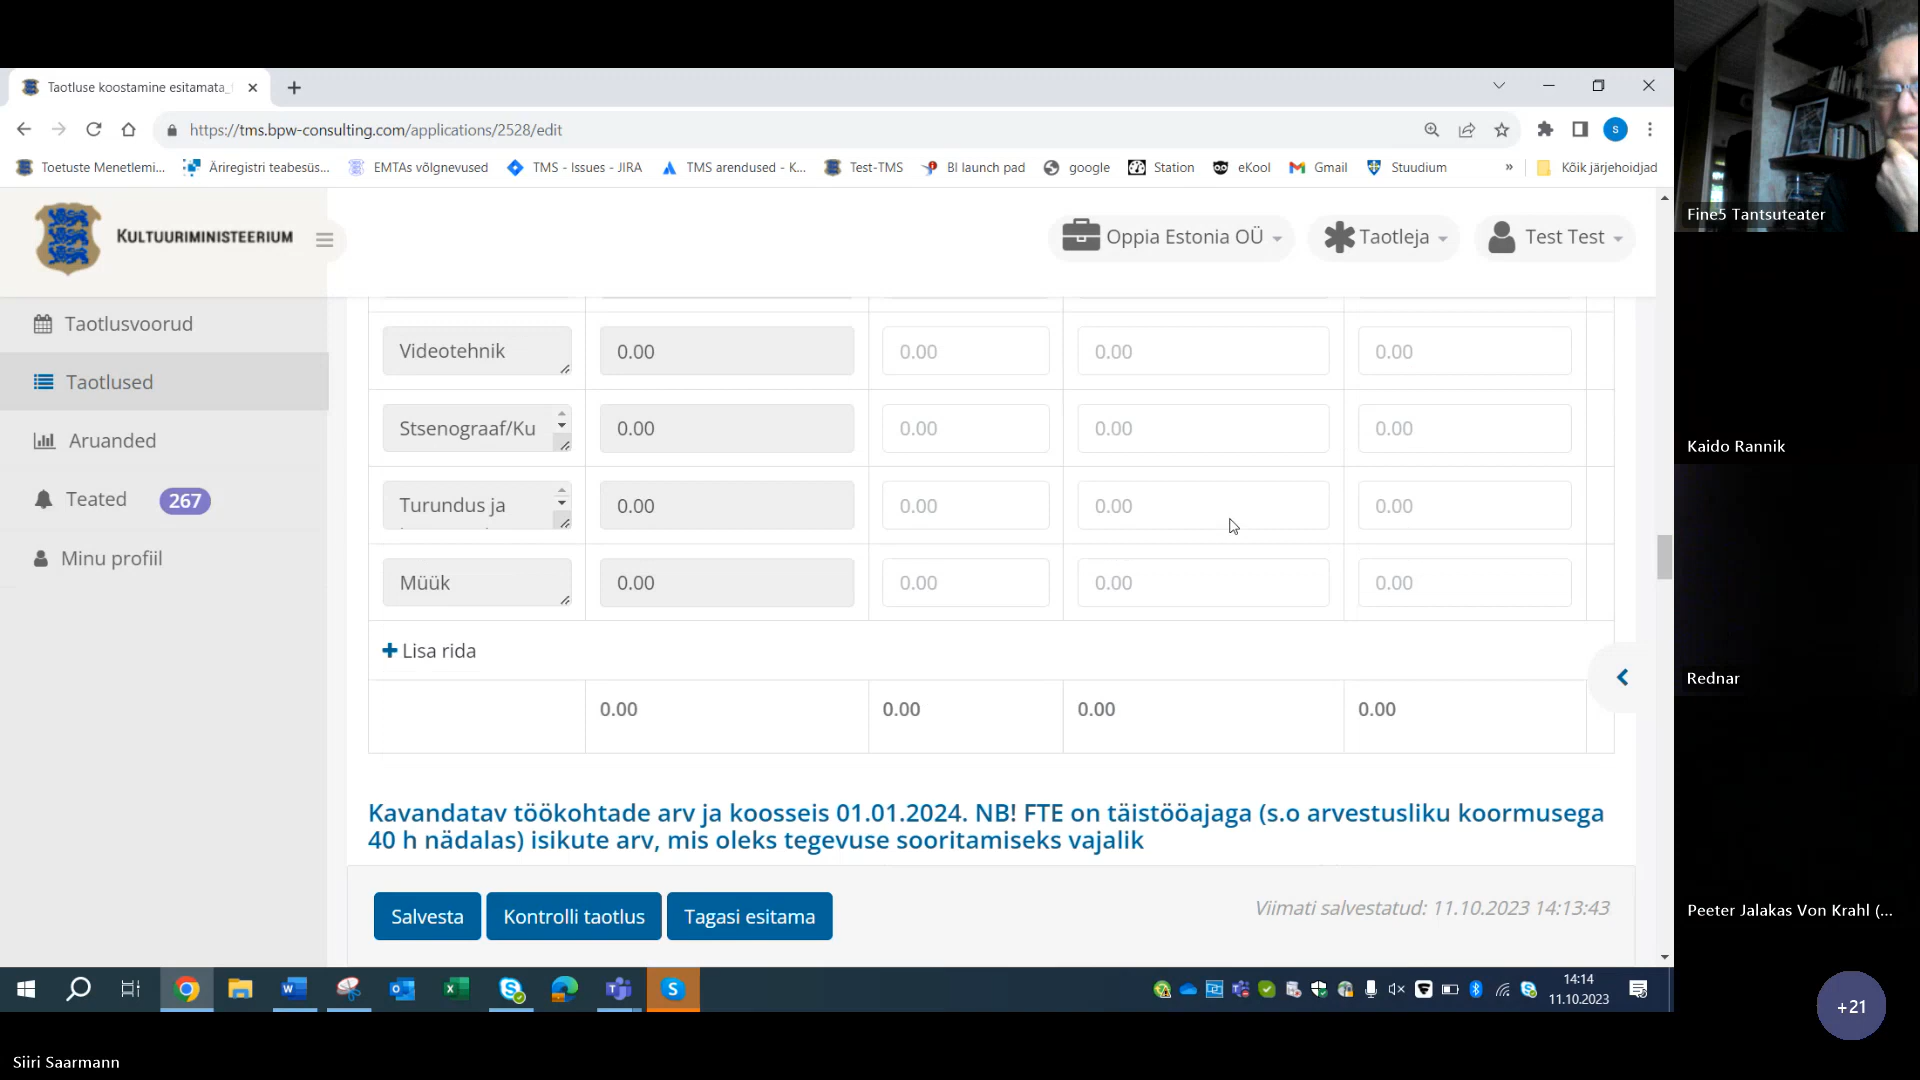 Taotluse koostamine esitamata_
https://tms.bpw-consulting.com/applications/2528/edit
S
Toetuste Menetlemi...
Äriregistri teabesüs...
EMTAs võlgnevused
TMS - Issues - JIRA
TMS arendused - K...
Test-TMS
BI launch pad
google
Station
eKool
Gmail
Stuudium
»
Kõik järjehoidjad
KULTUURIMINISTEERIUM
Oppia Estonia OÜ
Taotleja
Test Test
Taotlusvoorud
Taotlused
Aruanded
Teated 267
Minu profiil
Videotehnik 0.00 0.00 0.00 0.00
Stsenograaf/Ku 0.00 0.00 0.00 0.00
Turundus ja 0.00 0.00 0.00 0.00
Müük 0.00 0.00 0.00 0.00
Lisa rida
0.00 0.00 0.00 0.00
Kavandatav töökohtade arv ja koosseis 01.01.2024. NB! FTE on täistööajaga (s.o arvestusliku koormusega
40 h nädalas) isikute arv, mis oleks tegevuse sooritamiseks vajalik
Salvesta
Kontrolli taotlus
Tagasi esitama
Viimati salvestatud: 11.10.2023 14:13:43
14:14
11.10.2023
Fine5 Tantsuteater
Kaido Rannik
Rednar
Peeter Jalakas Von Krahl (...
+21
Siiri Saarmann